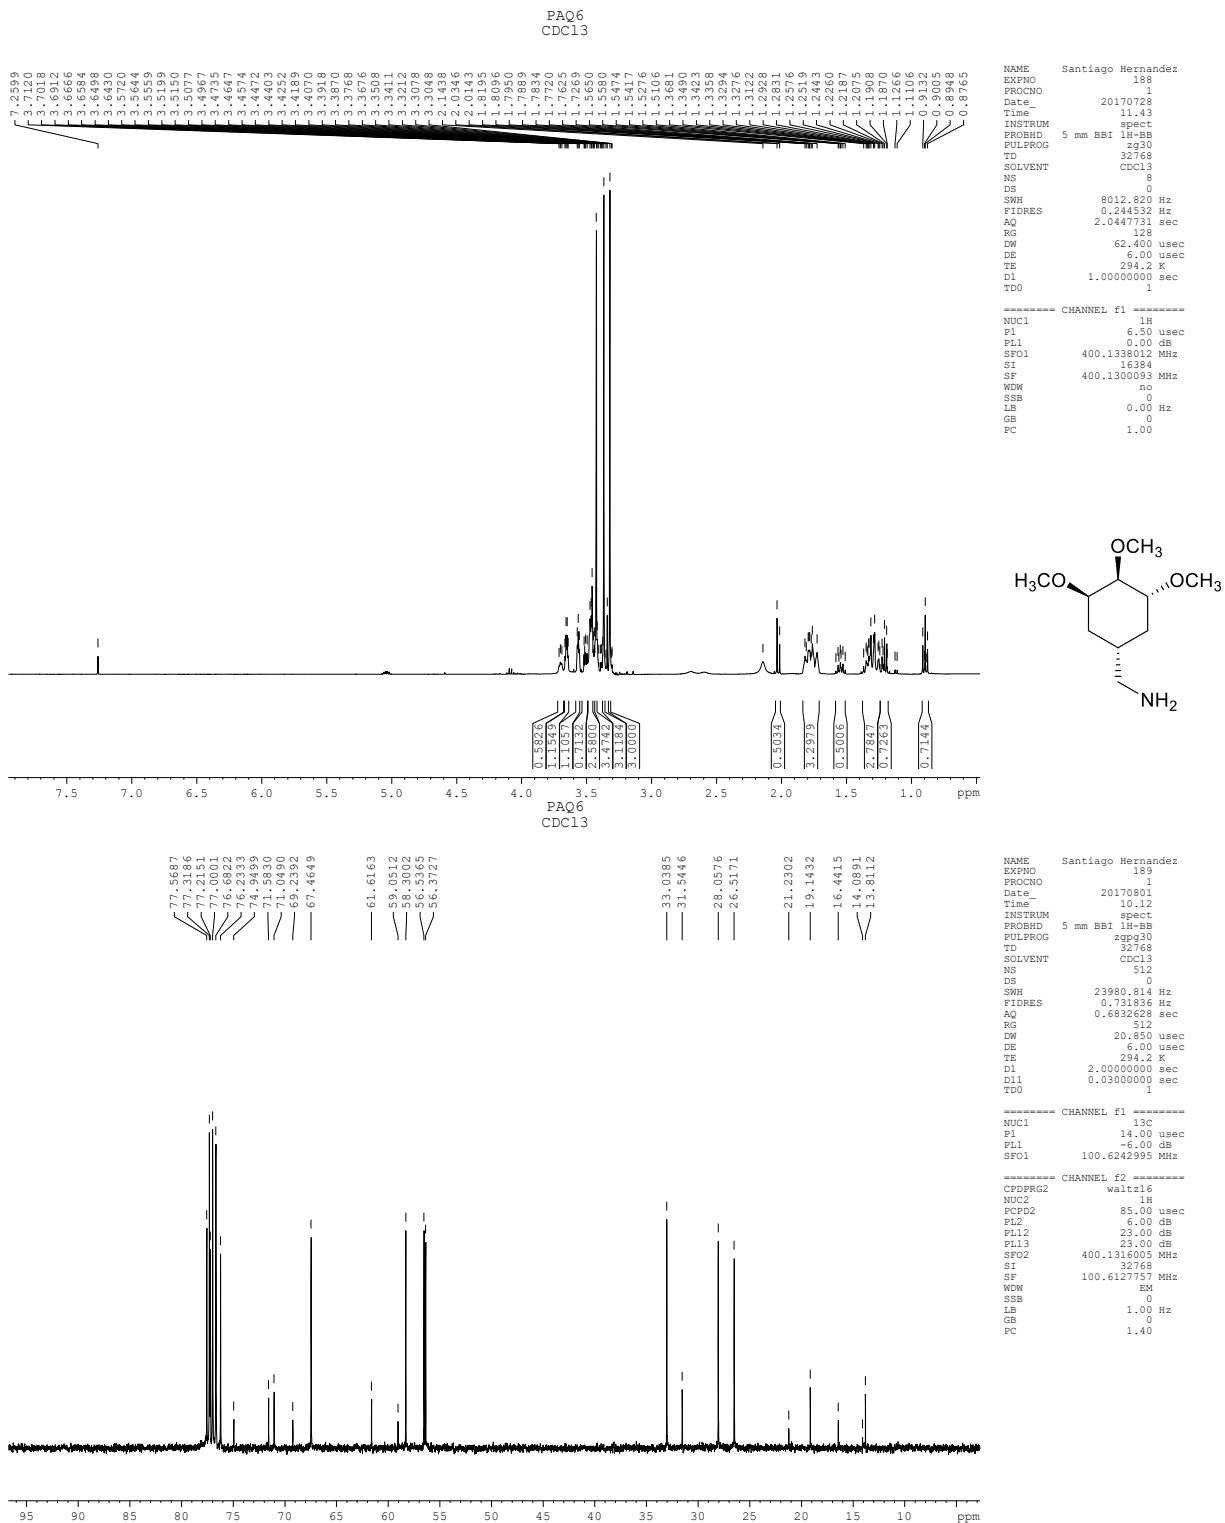 PAQ6
CDCl3
7.2599
3.7120
3.7018
3.6912
3.6666
3.6584
3.6498
3.6430
3.5720
3.5644
3.5559
3.5199
3.5150
3.5077
3.4967
3.4735
3.4647
3.4574
3.4472
3.4403
3.4252
3.4189
3.4070
3.3918
3.3870
3.3768
3.3676
3.3508
3.3411
3.3212
3.3078
3.3048
2.1438
2.0346
2.0143
1.8195
1.8096
1.7950
1.7889
1.7834
1.7720
1.7625
1.7269
1.5650
1.5580
1.5474
1.5417
1.5276
1.5106
1.3681
1.3490
1.3423
1.3358
1.3294
1.3276
1.3122
1.2928
1.2831
1.2576
1.2519
1.2443
1.2260
1.2187
1.2075
1.1908
1.1870
1.1266
1.1106
0.9132
0.9005
0.8948
0.8765
NAME Santiago Hernandez
EXPNO 188
PROCNO 1
Date_ 20170728
Time 11.43
INSTRUM spect
PROBHD 5 mm BBI 1H-BB
PULPROG zg30
TD 32768
SOLVENT CDCl3
NS 8
DS 0
SWH 8012.820 Hz
FIDRES 0.244532 Hz
AQ 2.0447731 sec
RG 128
DW 62.400 usec
DE 6.00 usec
TE 294.2 K
D1 1.00000000 sec
TD0 1
======== CHANNEL f1 ========
NUC1 1H
P1 6.50 usec
PL1 0.00 dB
SFO1 400.1338012 MHz
SI 16384
SF 400.1300093 MHz
WDW no
SSB 0
LB 0.00 Hz
GB 0
PC 1.00
OCH3
H3CO OCH3
NH2
0.5826
1.1549
1.1057
0.7132
2.5800
3.4742
3.1184
3.0000
0.5034
3.2979
0.5006
2.7847
0.7263
0.7144
7.5 7.0 6.5 6.0 5.5 5.0 4.5 4.0 3.5 3.0 2.5 2.0 1.5 1.0 ppm
PAQ6
CDCl3
77.5687
77.3186
77.2151
77.0001
76.6822
76.2333
74.9499
71.5830
71.0490
69.2392
67.4649
61.6163
59.0512
58.3002
56.5365
56.3727
33.0385
31.5446
28.0576
26.5171
21.2302
19.1432
16.4415
14.0891
13.8112
NAME Santiago Hernandez
EXPNO 189
PROCNO 1
Date_ 20170801
Time 10.12
INSTRUM spect
PROBHD 5 mm BBI 1H-BB
PULPROG zgpg30
TD 32768
SOLVENT CDCl3
NS 512
DS 0
SWH 23980.814 Hz
FIDRES 0.731836 Hz
AQ 0.6832628 sec
RG 512
DW 20.850 usec
DE 6.00 usec
TE 294.2 K
D1 2.00000000 sec
D11 0.03000000 sec
TD0 1
======== CHANNEL f1 ========
NUC1 13C
P1 14.00 usec
PL1 -6.00 dB
SFO1 100.6242995 MHz
======== CHANNEL f2 ========
CPDPRG2 waltz16
NUC2 1H
PCPD2 85.00 usec
PL2 6.00 dB
PL12 23.00 dB
PL13 23.00 dB
SFO2 400.1316005 MHz
SI 32768
SF 100.6127757 MHz
WDW EM
SSB 0
LB 1.00 Hz
GB 0
PC 1.40
95 90 85 80 75 70 65 60 55 50 45 40 35 30 25 20 15 10 ppm